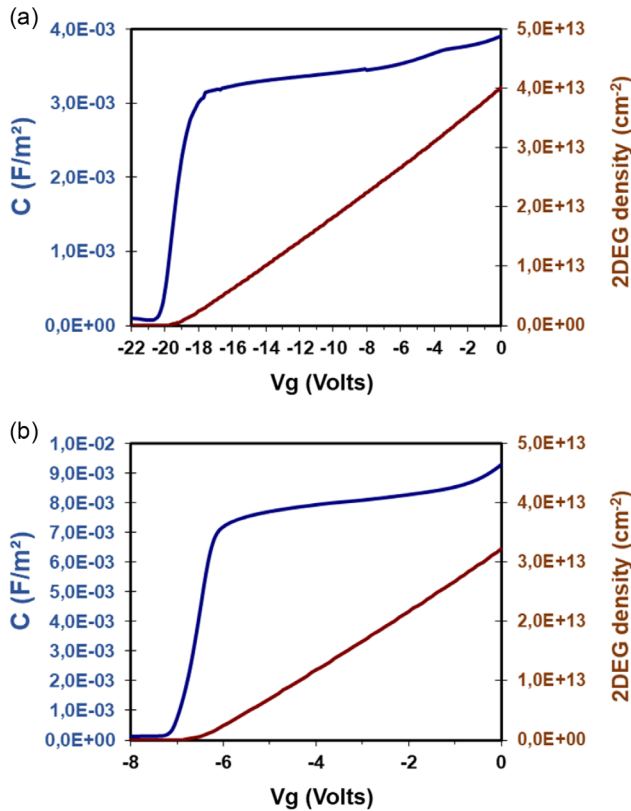 (a)
4,0E-03
3,0E-03
2,0E-03
1,0E-03
0,0E+00
C (F/m²)
5,0E+13
4,0E+13
3,0E+13
2,0E+13
1,0E+13
0,0E+00
2DEG density (cm-2)
-22 -20 -18 -16 -14 -12 -10 -8 -6 -4 -2 0
Vg (Volts)
(b)
1,0E-02
9,0E-03
8,0E-03
7,0E-03
6,0E-03
5,0E-03
4,0E-03
3,0E-03
2,0E-03
1,0E-03
0,0E+00
C (F/m²)
5,0E+13
4,0E+13
3,0E+13
2,0E+13
1,0E+13
0,0E+00
2DEG density (cm-2)
-8 -6 -4 -2 0
Vg (Volts)